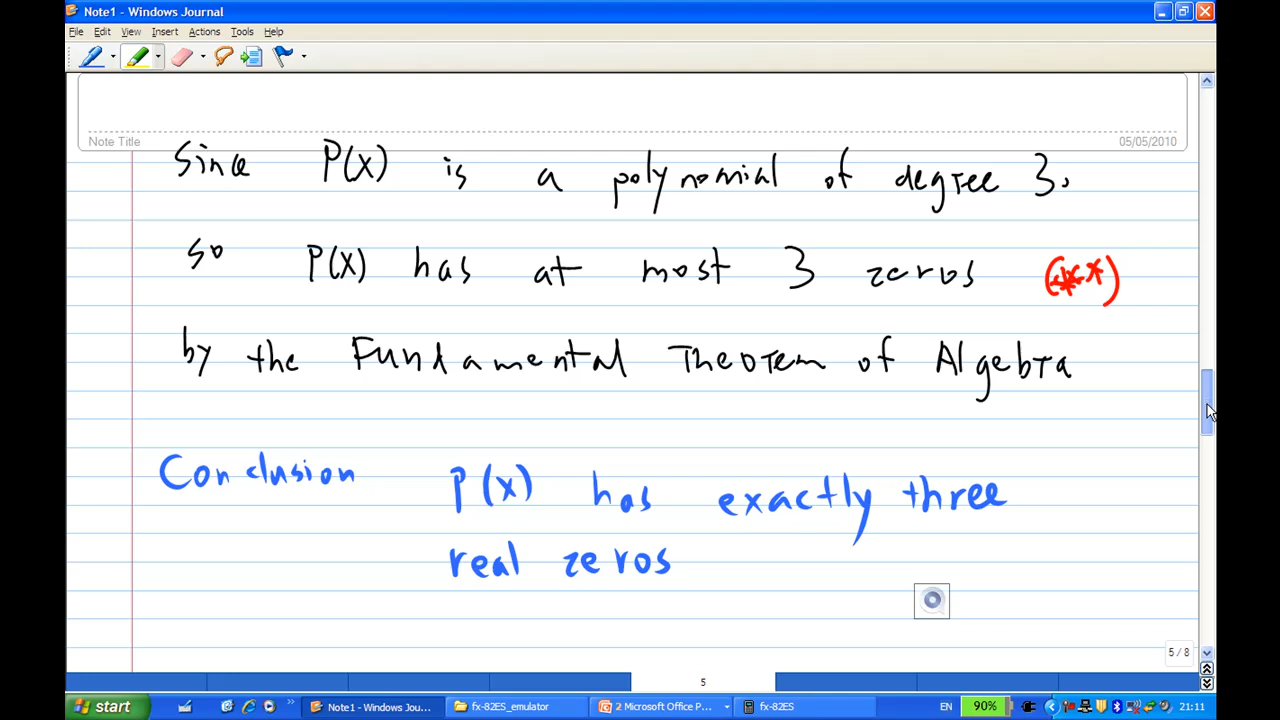 Note1 - Windows Journal
File Edit View Insert Actions Tools Help
Note Title
05/05/2010
Since P(x) is a polynomial of degree 3.
so P(x) has at most 3 zeros (***)
by the Fundamental Theorem of Algebra
Conclusion P(x) has exactly three
real zeros
5 / 8
5
start
Note1 - Windows Jou...
fx-82ES_emulator
2 Microsoft Office P...
fx-82ES
EN
90%
21:11